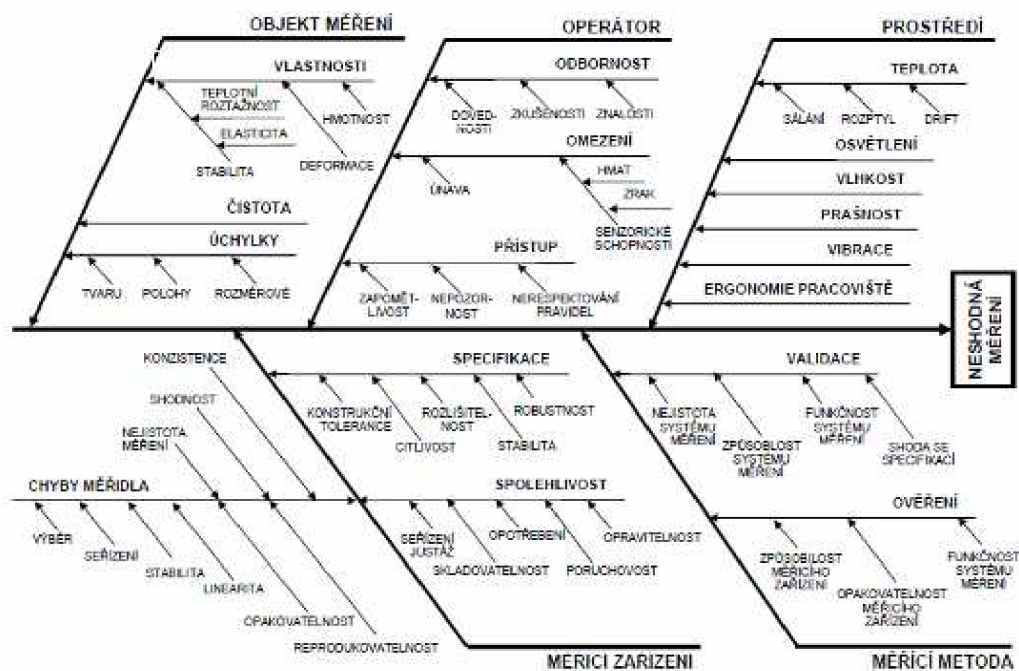 OBJEKT MĚŘENÍ
VLASTNOSTI
TEPLOTNÍ
ROZTAŽNOST
ELASTICITA
STABILITA
HMOTNOST
DEFORMACE
ČISTOTA
ÚCHYLKY
TVARU
POLOHY
ROZMĚROVÉ
OPERÁTOR
ODBORNOST
DOVED-
NOSTI
ZKUŠENOSTI
ZNALOSTI
OMEZENÍ
ÚNAVA
HMAT
ZRAK
SENZORICKÉ
SCHOPNOSTI
PŘÍSTUP
ZAPOMĚT-
LIVOST
NEPOZOR-
NOST
NERESPEKTOVÁNÍ
PRAVIDEL
PROSTŘEDÍ
TEPLOTA
SÁLÁNÍ
ROZPTYL
DRIFT
OSVĚTLENÍ
VLHKOST
PRAŠNOST
VIBRACE
ERGONOMIE PRACOVIŠTĚ
NESHODNÁ
MĚŘENÍ
KONZISTENCE
SHODNOST
NEJISTOTA
MĚŘENÍ
CHYBY MĚŘIDLA
VÝBĚR
SEŘÍZENÍ
STABILITA
LINEARITA
OPAKOVATELNOST
REPRODUKOVATELNOST
SPECIFIKACE
KONSTRUKČNÍ
TOLERANCE
CITLIVOST
ROZLIŠITEL-
NOST
STABILITA
ROBUSTNOST
SPOLEHLIVOST
SEŘÍZENÍ
JUSTÁŽ
SKLADOVATELNOST
OPOTŘEBENÍ
PORUCHOVOST
OPRAVITELNOST
MĚŘICÍ ZAŘÍZENÍ
VALIDACE
NEJISTOTA
SYSTÉMU
MĚŘENÍ
ZPŮSOBLOST
SYSTÉMU
MĚŘENÍ
FUNKČNOST
SYSTÉMU
MĚŘENÍ
SHODA SE
SPECIFIKACÍ
OVĚŘENÍ
ZPŮSOBILOST
MĚŘICÍHO
ZAŘÍZENÍ
OPAKOVATELNOST
MĚŘICÍHO
ZAŘÍZENÍ
FUNKČNOST
SYSTÉMU
MĚŘENÍ
MĚŘÍCÍ METODA